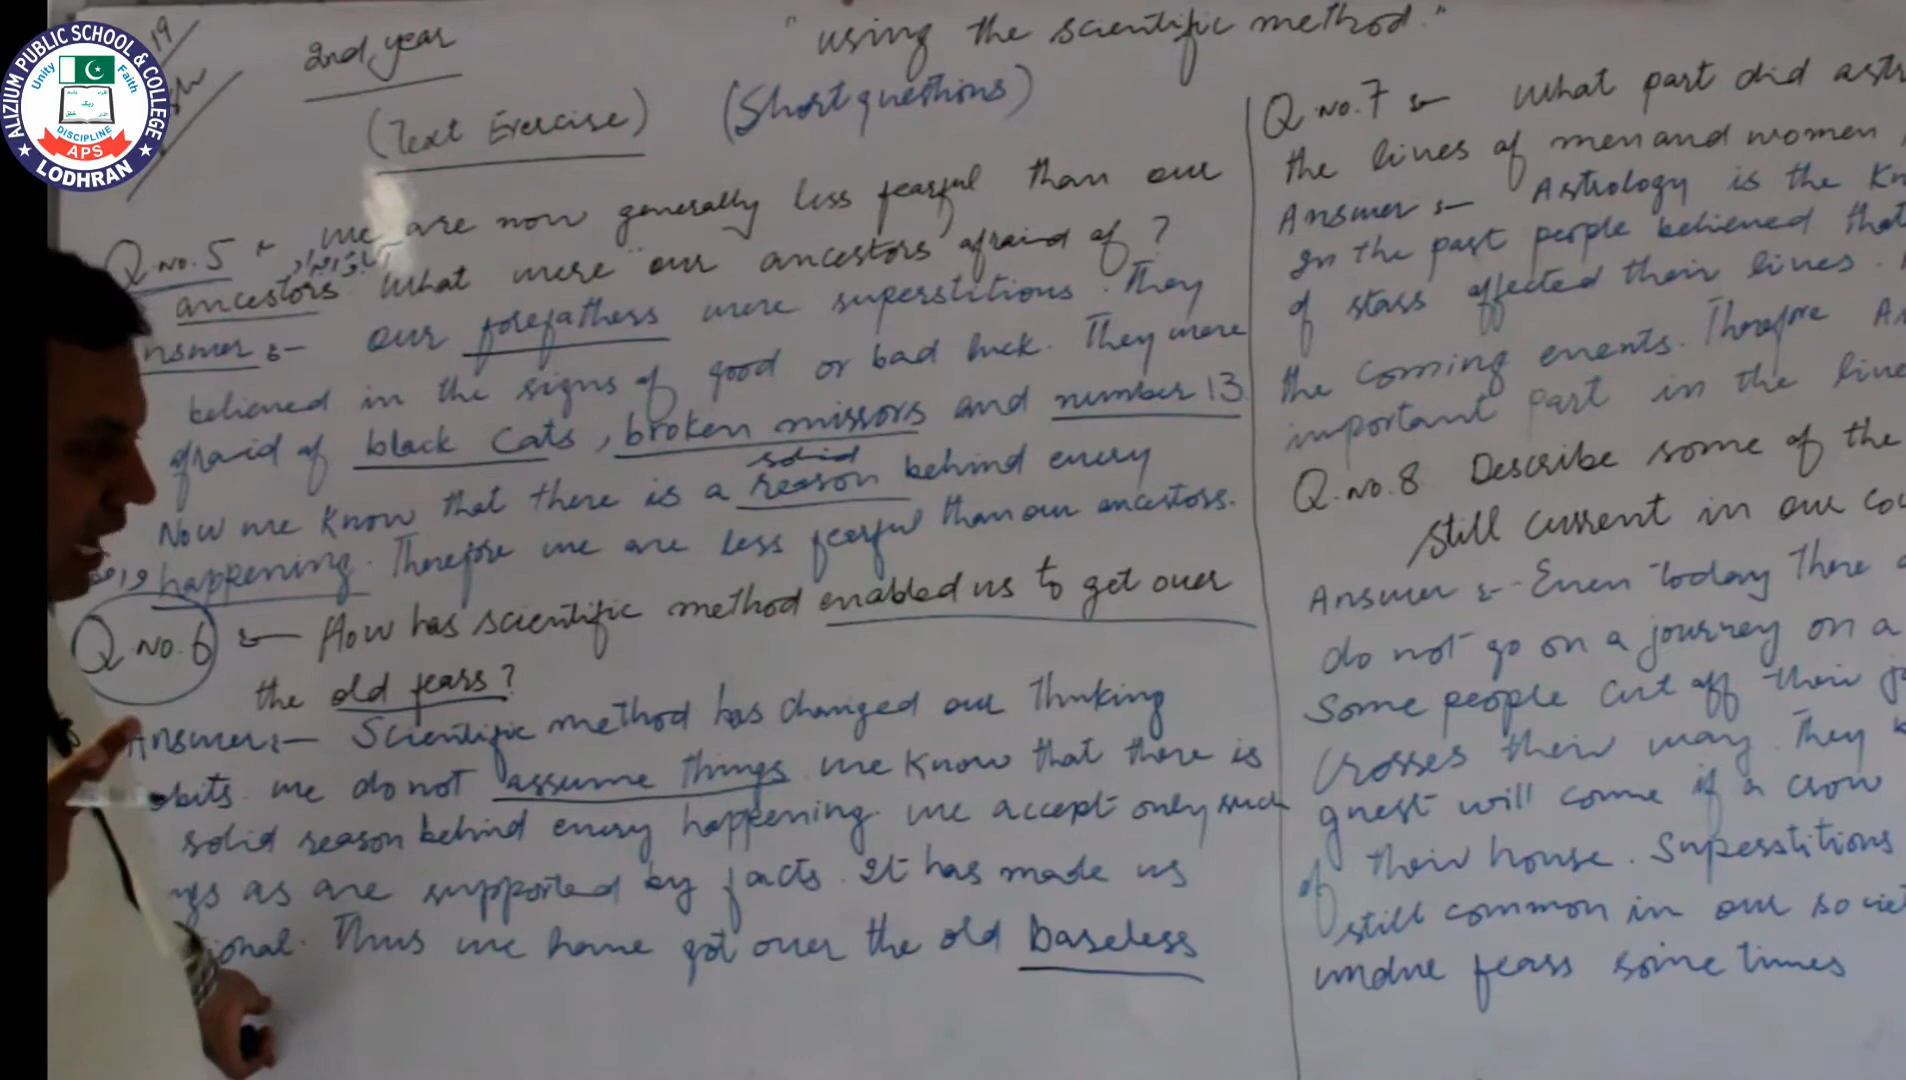 ALIZIUM PUBLIC SCHOOL & COLLEGE
Unity
Faith
DISCIPLINE
APS
LODHRAN
19
2nd year
"using the scientific method."
(Text Exercise) (Short questions)
Q.No.5 :- we are now generally less fearful than our
ancestors what were our ancestors afraid of ?
nswer :- our forefathers were superstitious. They
believed in the signs of good or bad luck. They were
afraid of black cats, broken mirrors and number 13.
solid
Now we know that there is a reason behind every
happening. Therefore we are less fearful than our ancestors.
Q.No.6 :- How has scientific method enabled us to get over
the old fears?
Answer :- Scientific method has changed our thinking
bits. we do not assume things. we know that there is
solid reason behind every happening. we accept only such
ngs as are supported by facts. It has made us
ional. Thus we have got over the old baseless
Q.No.7 :- What part did astr
the lives of men and women
Answer :- Astrology is the Kn
In the past people believed that
of stars affected their lives.
the coming events. Therefore As
important part in the live
Q.No.8 Describe some of the
still current in our cou
Answer :- Even today there a
do not go on a journey on a
Some people cut off their jo
crosses their way. They b
guest will come if a crow
of their house. Superstitions
still common in our societ
undue fears some times